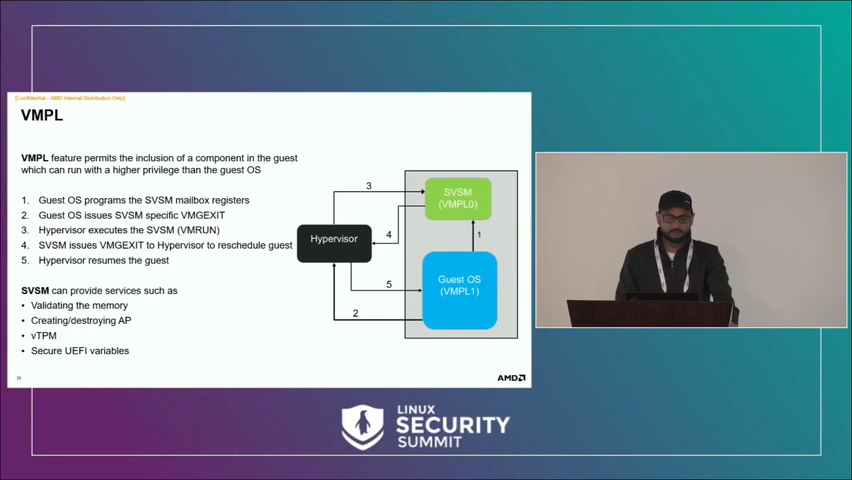 [Confidential - AMD Internal Distribution Only]
VMPL
VMPL feature permits the inclusion of a component in the guest
which can run with a higher privilege than the guest OS
1. Guest OS programs the SVSM mailbox registers
2. Guest OS issues SVSM specific VMGEXIT
3. Hypervisor executes the SVSM (VMRUN)
4. SVSM issues VMGEXIT to Hypervisor to reschedule guest
5. Hypervisor resumes the guest
SVSM can provide services such as
• Validating the memory
• Creating/destroying AP
• vTPM
• Secure UEFI variables
3
SVSM
(VMPL0)
4
1
Hypervisor
Guest OS
(VMPL1)
5
2
AMD
LINUX
SECURITY
SUMMIT